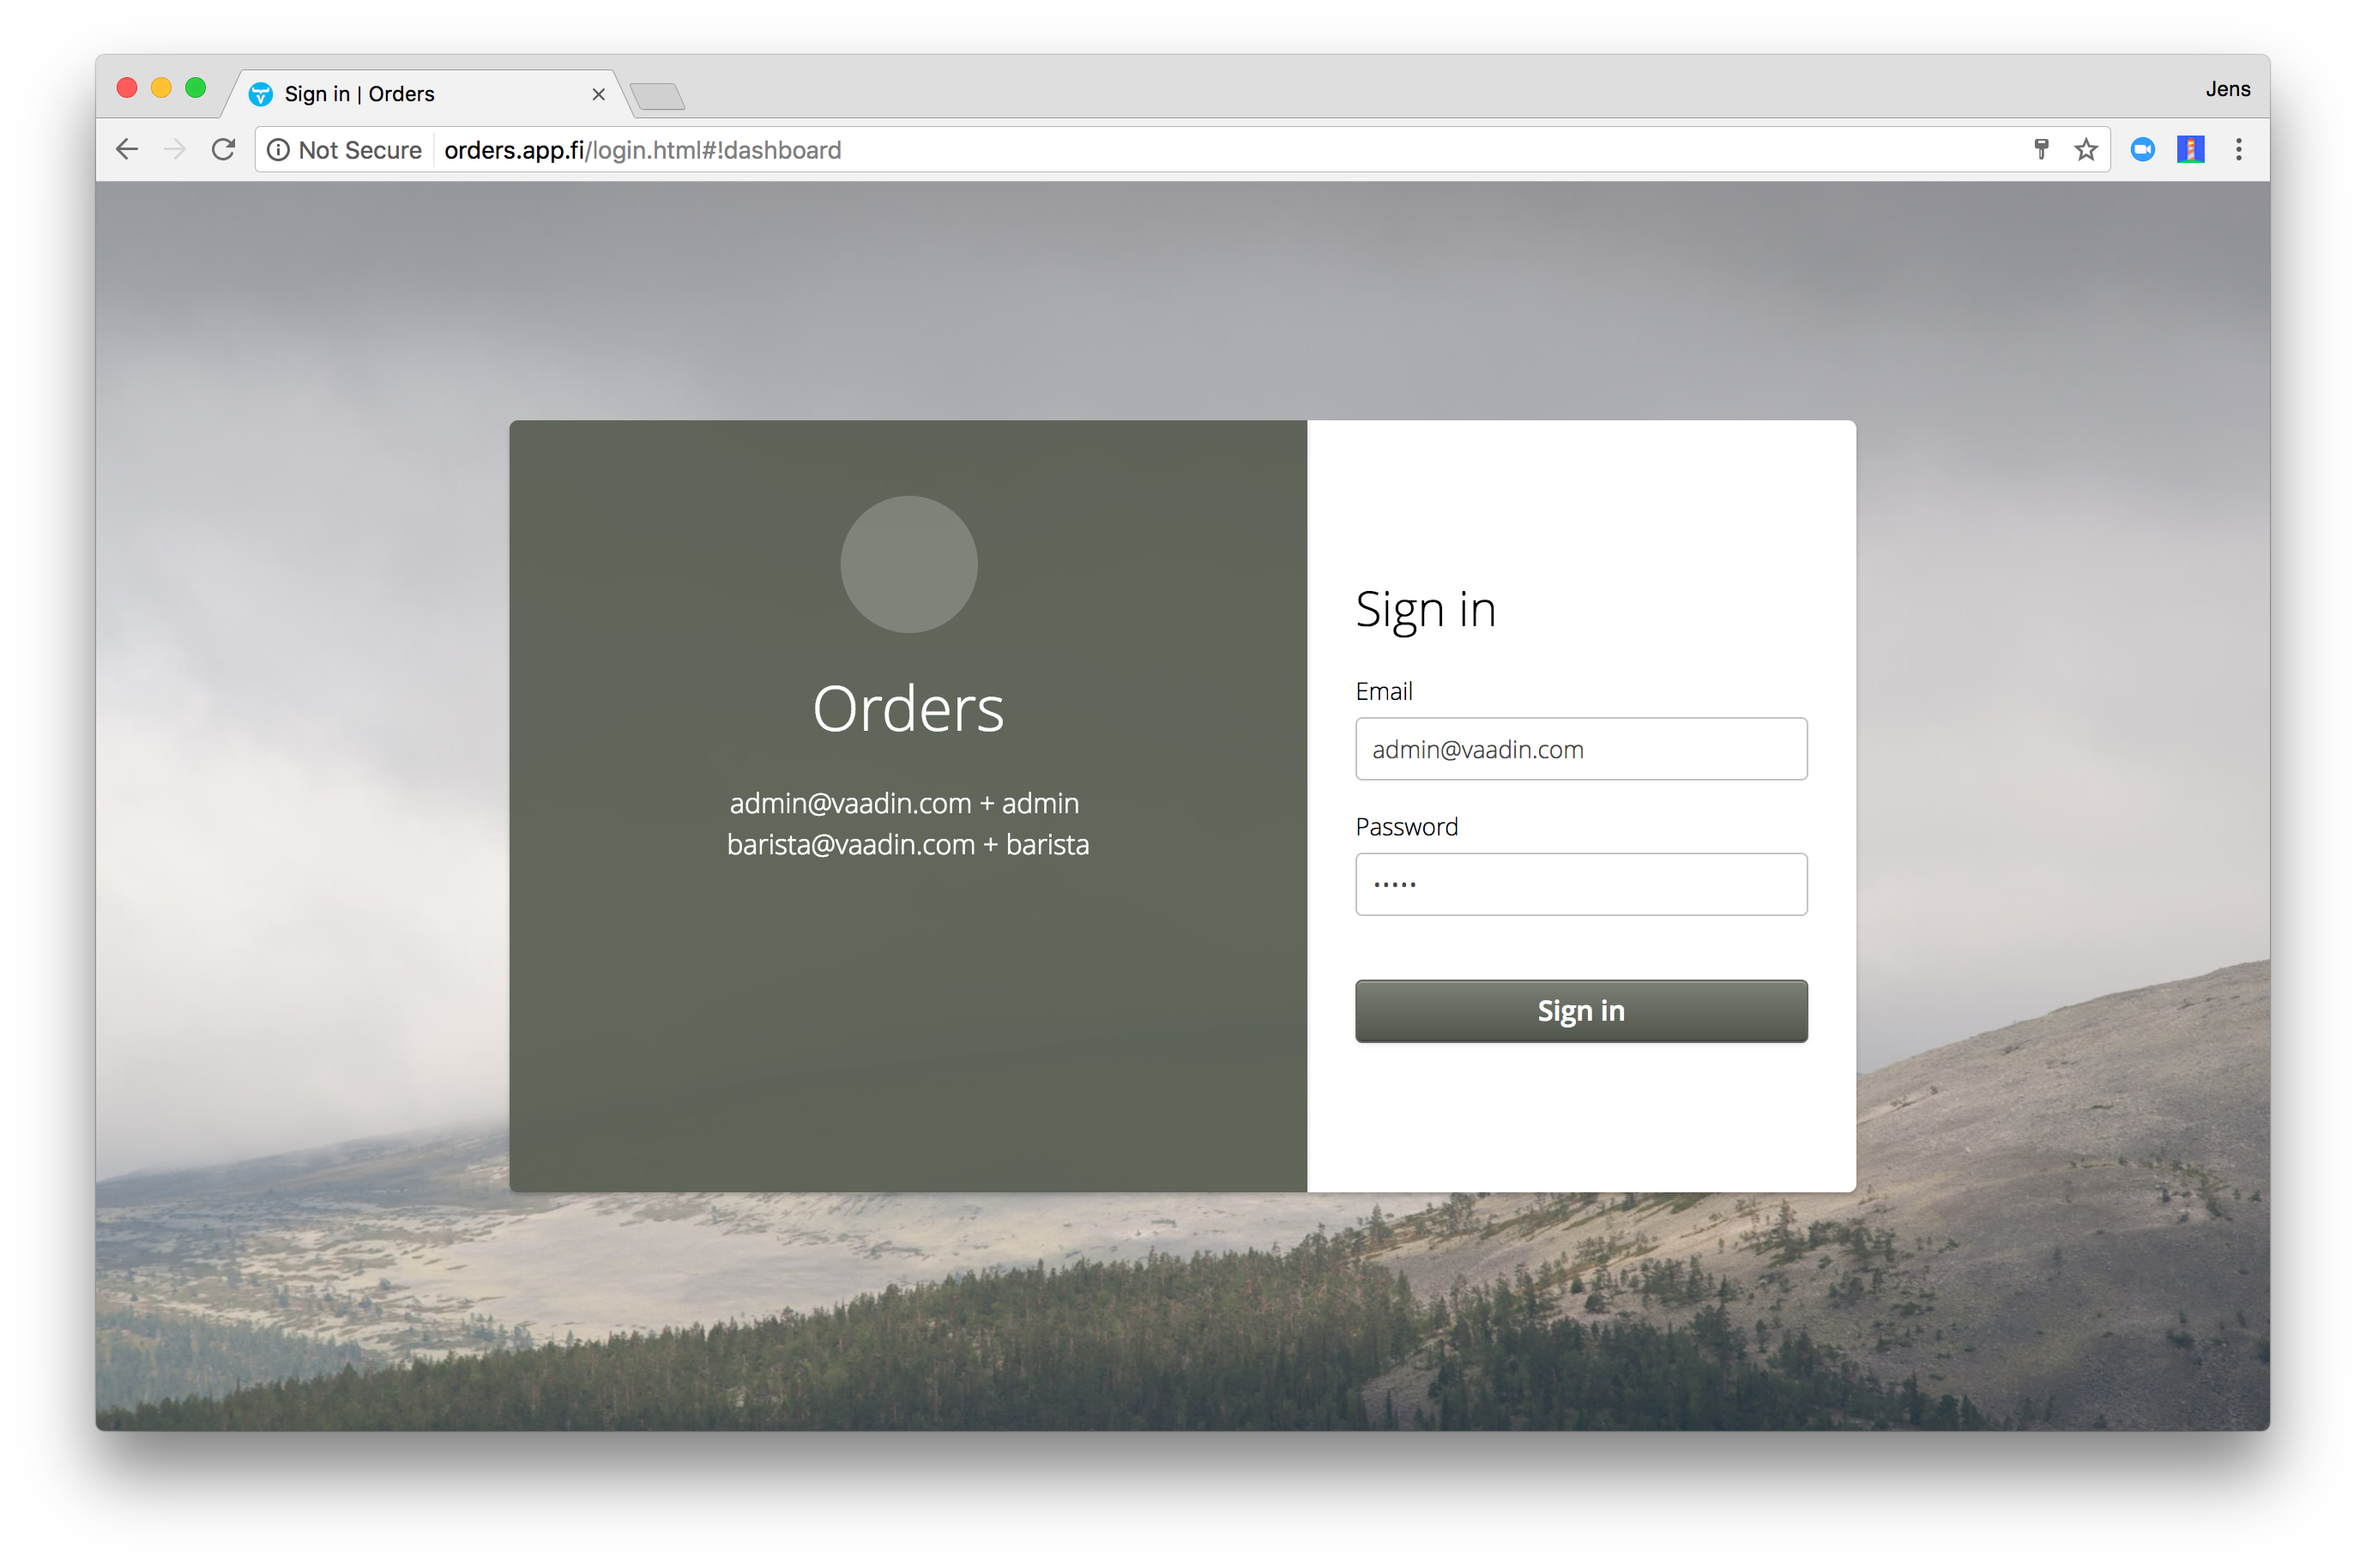 Sign in | Orders
Jens
Not Secure orders.app.fi/login.html#!dashboard
Orders
admin@vaadin.com + admin
barista@vaadin.com + barista
Sign in
Email
admin@vaadin.com
Password
•••••
Sign in